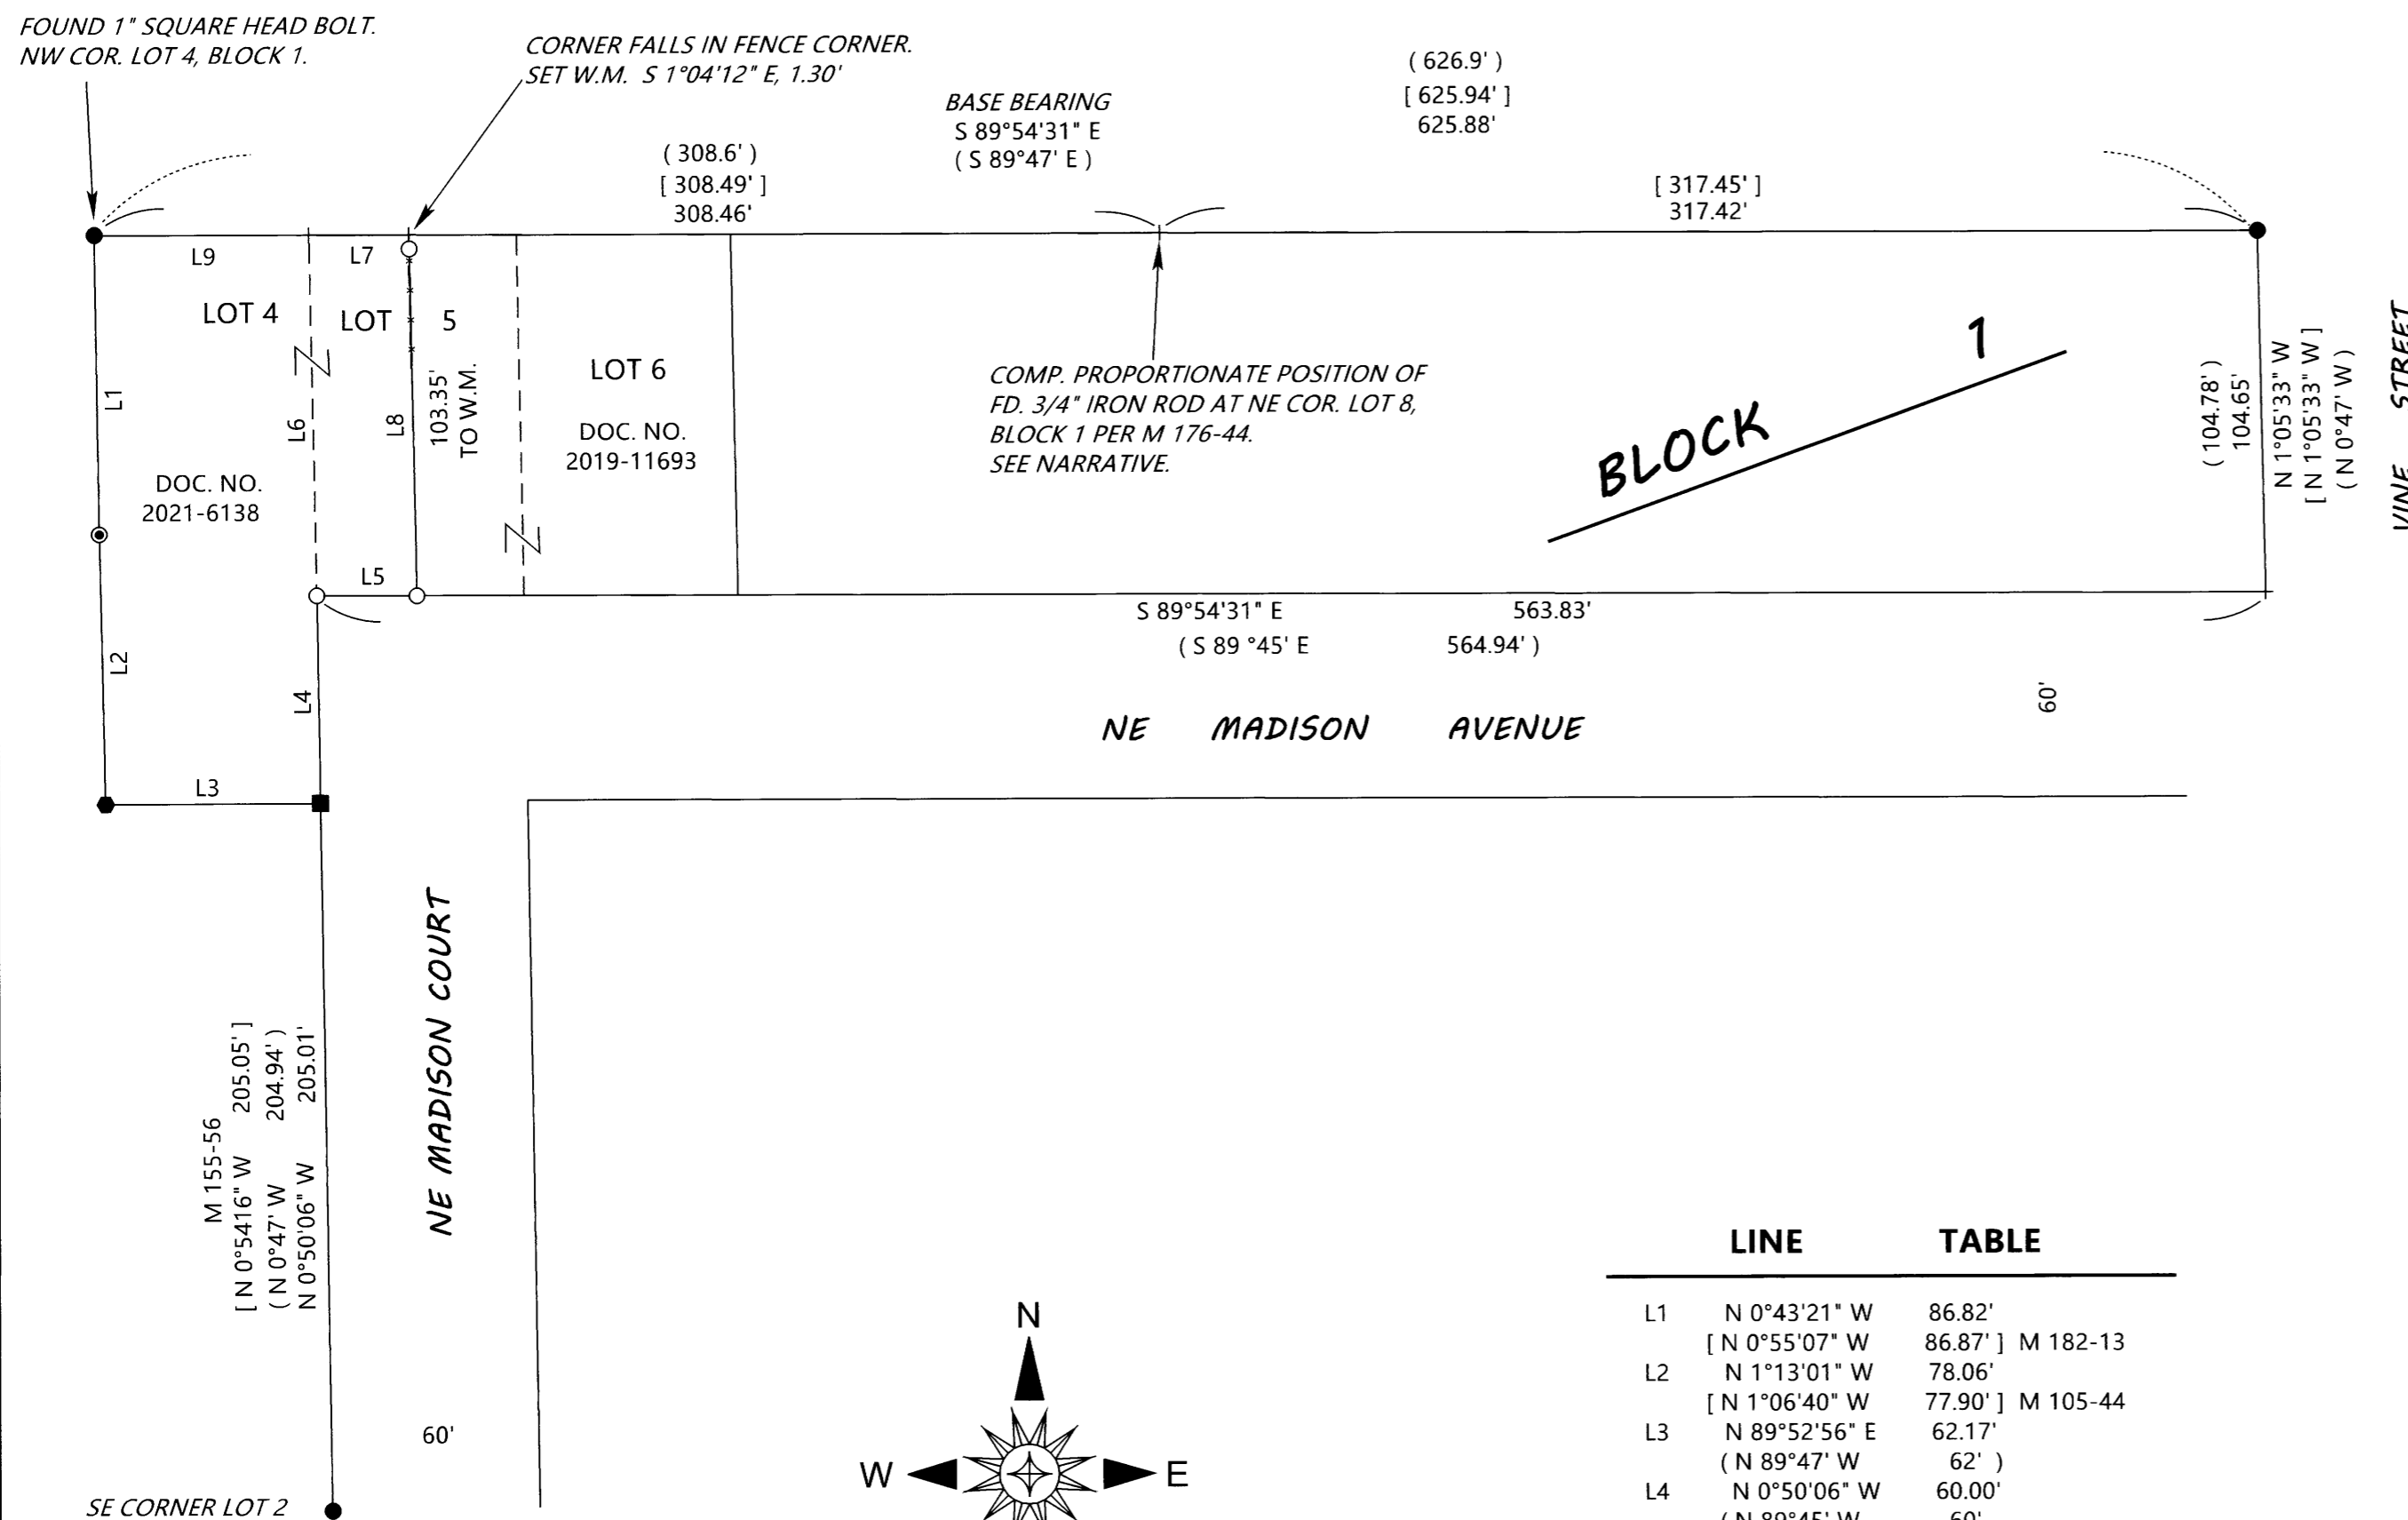 FOUND 1" SQUARE HEAD BOLT.
NW COR. LOT 4, BLOCK 1.
CORNER FALLS IN FENCE CORNER.
SET W.M. S 1°04'12" E, 1.30'
BASE BEARING
S 89°54'31" E
( S 89°47' E )
( 626.9' )
[ 625.94' ]
625.88'
( 308.6' )
[ 308.49' ]
308.46'
[ 317.45' ]
317.42'
L9
L7
LOT 4
LOT 5
LOT 6
L1
L6
L8
103.35'
TO W.M.
DOC. NO.
2019-11693
DOC. NO.
2021-6138
COMP. PROPORTIONATE POSITION OF
FD. 3/4" IRON ROD AT NE COR. LOT 8,
BLOCK 1 PER M 176-44.
SEE NARRATIVE.
BLOCK 1
( 104.78' )
104.65'
N 1°05'33" W
[ N 1°05'33" W ]
( N 0°47' W )
VINE STREET
L5
S 89°54'31" E 563.83'
( S 89 °45' E 564.94' )
L2
L4
L3
NE MADISON AVENUE
60'
NE MADISON COURT
M 155-56
[ N 0°5416" W 205.05' ]
( N 0°47' W 204.94' )
N 0°50'06" W 205.01'
60'
SE CORNER LOT 2
N
W
E
LINE TABLE
L1 N 0°43'21" W 86.82'
[ N 0°55'07" W 86.87' ] M 182-13
L2 N 1°13'01" W 78.06'
[ N 1°06'40" W 77.90' ] M 105-44
L3 N 89°52'56" E 62.17'
( N 89°47' W 62' )
L4 N 0°50'06" W 60.00'
( N 89°45' W 60'